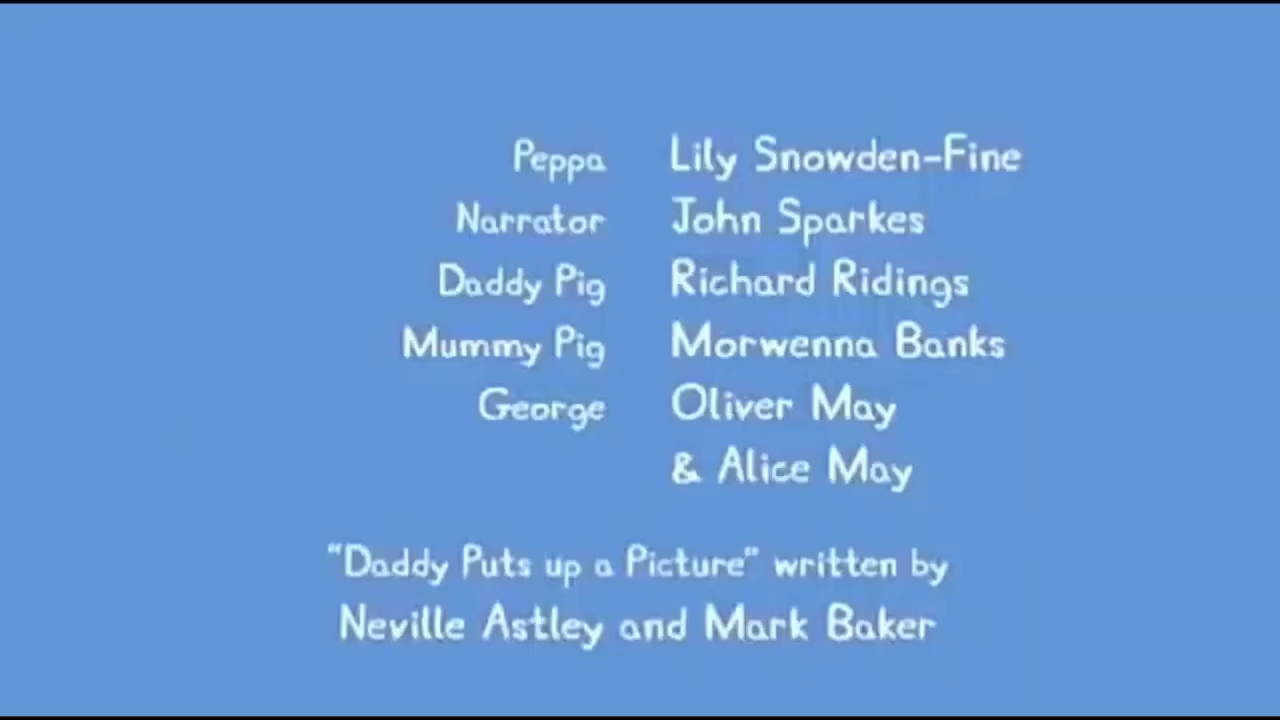 Peppa Lily Snowden-Fine
Narrator John Sparkes
Daddy Pig Richard Ridings
Mummy Pig Morwenna Banks
George Oliver May
& Alice May
"Daddy Puts up a Picture" written by
Neville Astley and Mark Baker